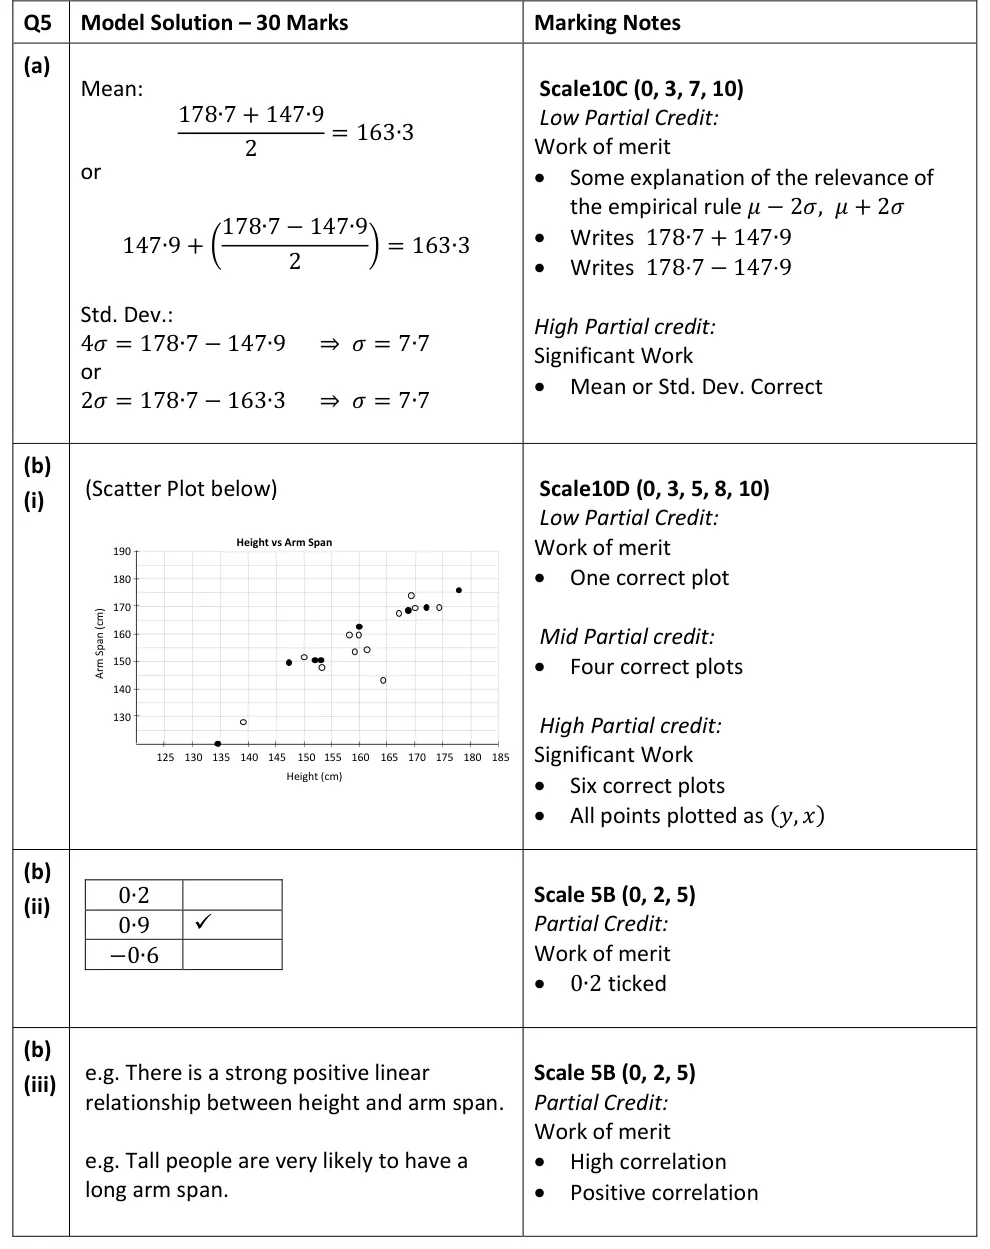 Q5 Model Solution – 30 Marks Marking Notes
(a)
Mean:
(178·7 + 147·9)/2 = 163·3
or
147·9 + ((178·7 − 147·9)/2) = 163·3
Std. Dev.:
4σ = 178·7 − 147·9 ⇒ σ = 7·7
or
2σ = 178·7 − 163·3 ⇒ σ = 7·7
Scale10C (0, 3, 7, 10)
Low Partial Credit:
Work of merit
• Some explanation of the relevance of
the empirical rule μ − 2σ, μ + 2σ
• Writes 178·7 + 147·9
• Writes 178·7 − 147·9
High Partial credit:
Significant Work
• Mean or Std. Dev. Correct
(b)
(i)
(Scatter Plot below)
Height vs Arm Span
190
180
170
160
150
140
130
Arm Span (cm)
125 130 135 140 145 150 155 160 165 170 175 180 185
Height (cm)
Scale10D (0, 3, 5, 8, 10)
Low Partial Credit:
Work of merit
• One correct plot
Mid Partial credit:
• Four correct plots
High Partial credit:
Significant Work
• Six correct plots
• All points plotted as (y, x)
(b)
(ii)
0·2
0·9 ✓
−0·6
Scale 5B (0, 2, 5)
Partial Credit:
Work of merit
• 0·2 ticked
(b)
(iii)
e.g. There is a strong positive linear
relationship between height and arm span.
e.g. Tall people are very likely to have a
long arm span.
Scale 5B (0, 2, 5)
Partial Credit:
Work of merit
• High correlation
• Positive correlation